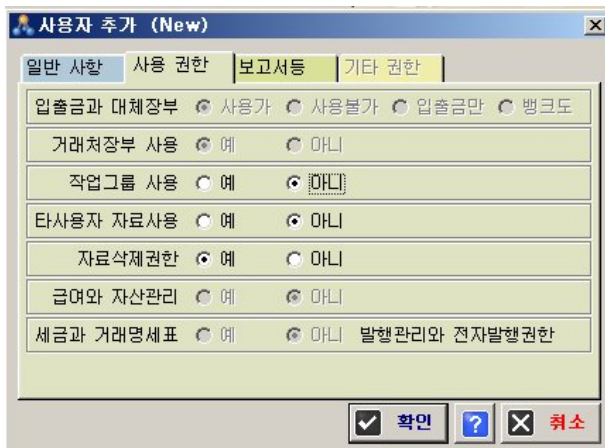 사용자 추가 (New)
일반 사항 사용 권한 보고서등 기타 권한
입출금과 대체장부 사용가 사용불가 입출금만 뱅크도
거래처장부 사용 예 아니
작업그룹 사용 예 아니
타사용자 자료사용 예 아니
자료삭제권한 예 아니
급여와 자산관리 예 아니
세금과 거래명세표 예 아니 발행관리와 전자발행권한
확인 ? 취소